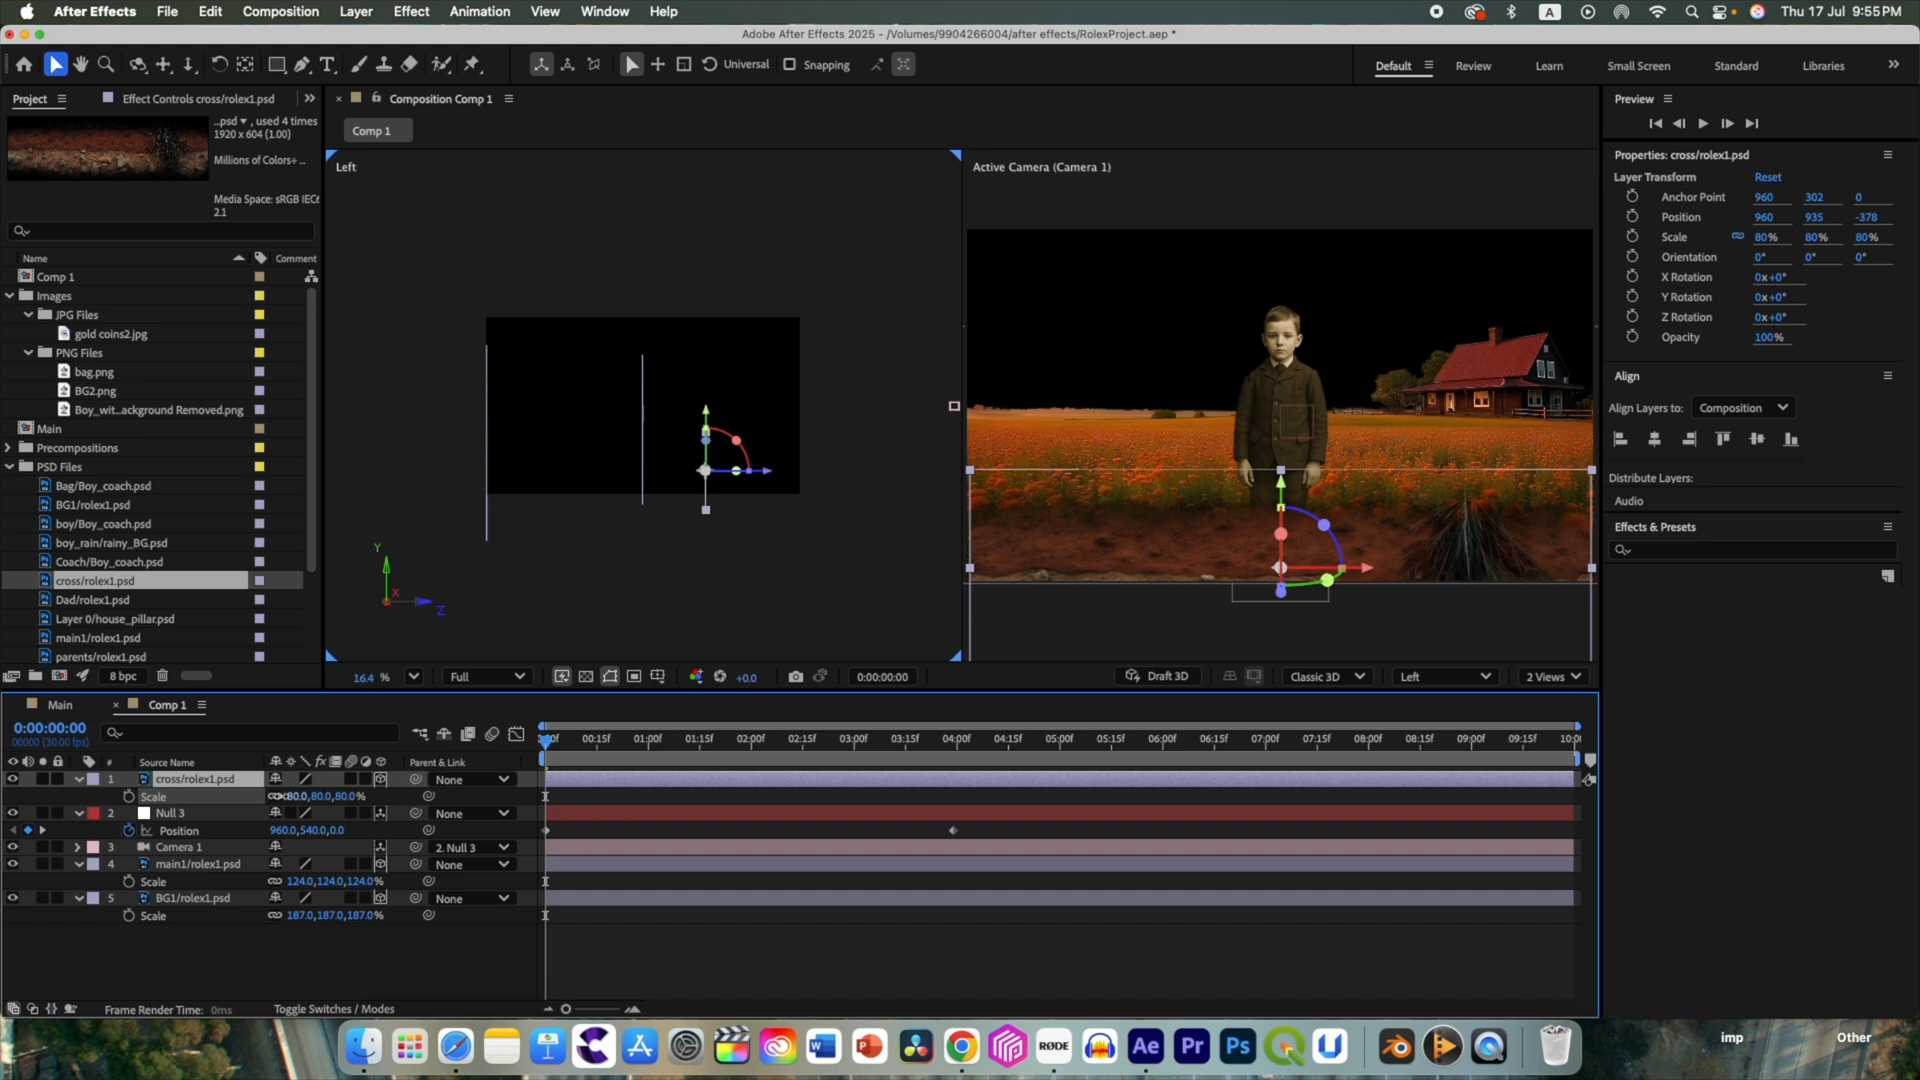 After Effects File Edit Composition Layer Effect Animation View Window Help A Thu 17 Jul 9:55 PM
Adobe After Effects 2025 - /Volumes/9904266004/after effects/RolexProject.aep *
Universal Snapping Default Review Learn Small Screen Standard Libraries
Project Effect Controls cross/rolex1.psd
...psd , used 4 times
1920 x 604 (1.00)
Millions of Colors+ ...
Media Space: sRGB IEC6
2.1
Name Comment
Comp 1
Images
JPG Files
gold coins2.jpg
PNG Files
bag.png
BG2.png
Boy_wit...ackground Removed.png
Main
Precompositions
PSD Files
Bag/Boy_coach.psd
BG1/rolex1.psd
boy/Boy_coach.psd
boy_rain/rainy_BG.psd
Coach/Boy_coach.psd
cross/rolex1.psd
Dad/rolex1.psd
Layer 0/house_pillar.psd
main1/rolex1.psd
parents/rolex1.psd
8 bpc
Composition Comp 1
Comp 1
Left
Y
X
Z
Active Camera (Camera 1)
16.4 % Full +0.0 0:00:00:00 Draft 3D Classic 3D Left 2 Views
Preview
Properties: cross/rolex1.psd
Layer Transform Reset
Anchor Point 960 302 0
Position 960 935 -378
Scale 80% 80% 80%
Orientation 0° 0° 0°
X Rotation 0x+0°
Y Rotation 0x+0°
Z Rotation 0x+0°
Opacity 100%
Align
Align Layers to: Composition
Distribute Layers:
Audio
Effects & Presets
Main Comp 1
0:00:00:00
00000 (30.00 fps)
00:15f 01:00f 01:15f 02:00f 02:15f 03:00f 03:15f 04:00f 04:15f 05:00f 05:15f 06:00f 06:15f 07:00f 07:15f 08:00f 08:15f 09:00f 09:15f
# Source Name fx Parent & Link
1 cross/rolex1.psd None
Scale 80.0,80.0,80.0%
2 Null 3 None
Position 960.0,540.0,0.0
3 Camera 1 2. Null 3
4 main1/rolex1.psd None
Scale 124.0,124.0,124.0%
5 BG1/rolex1.psd None
Scale 187.0,187.0,187.0%
Frame Render Time: 0ms Toggle Switches / Modes
W P RØDE Ae Pr Ps U imp Other